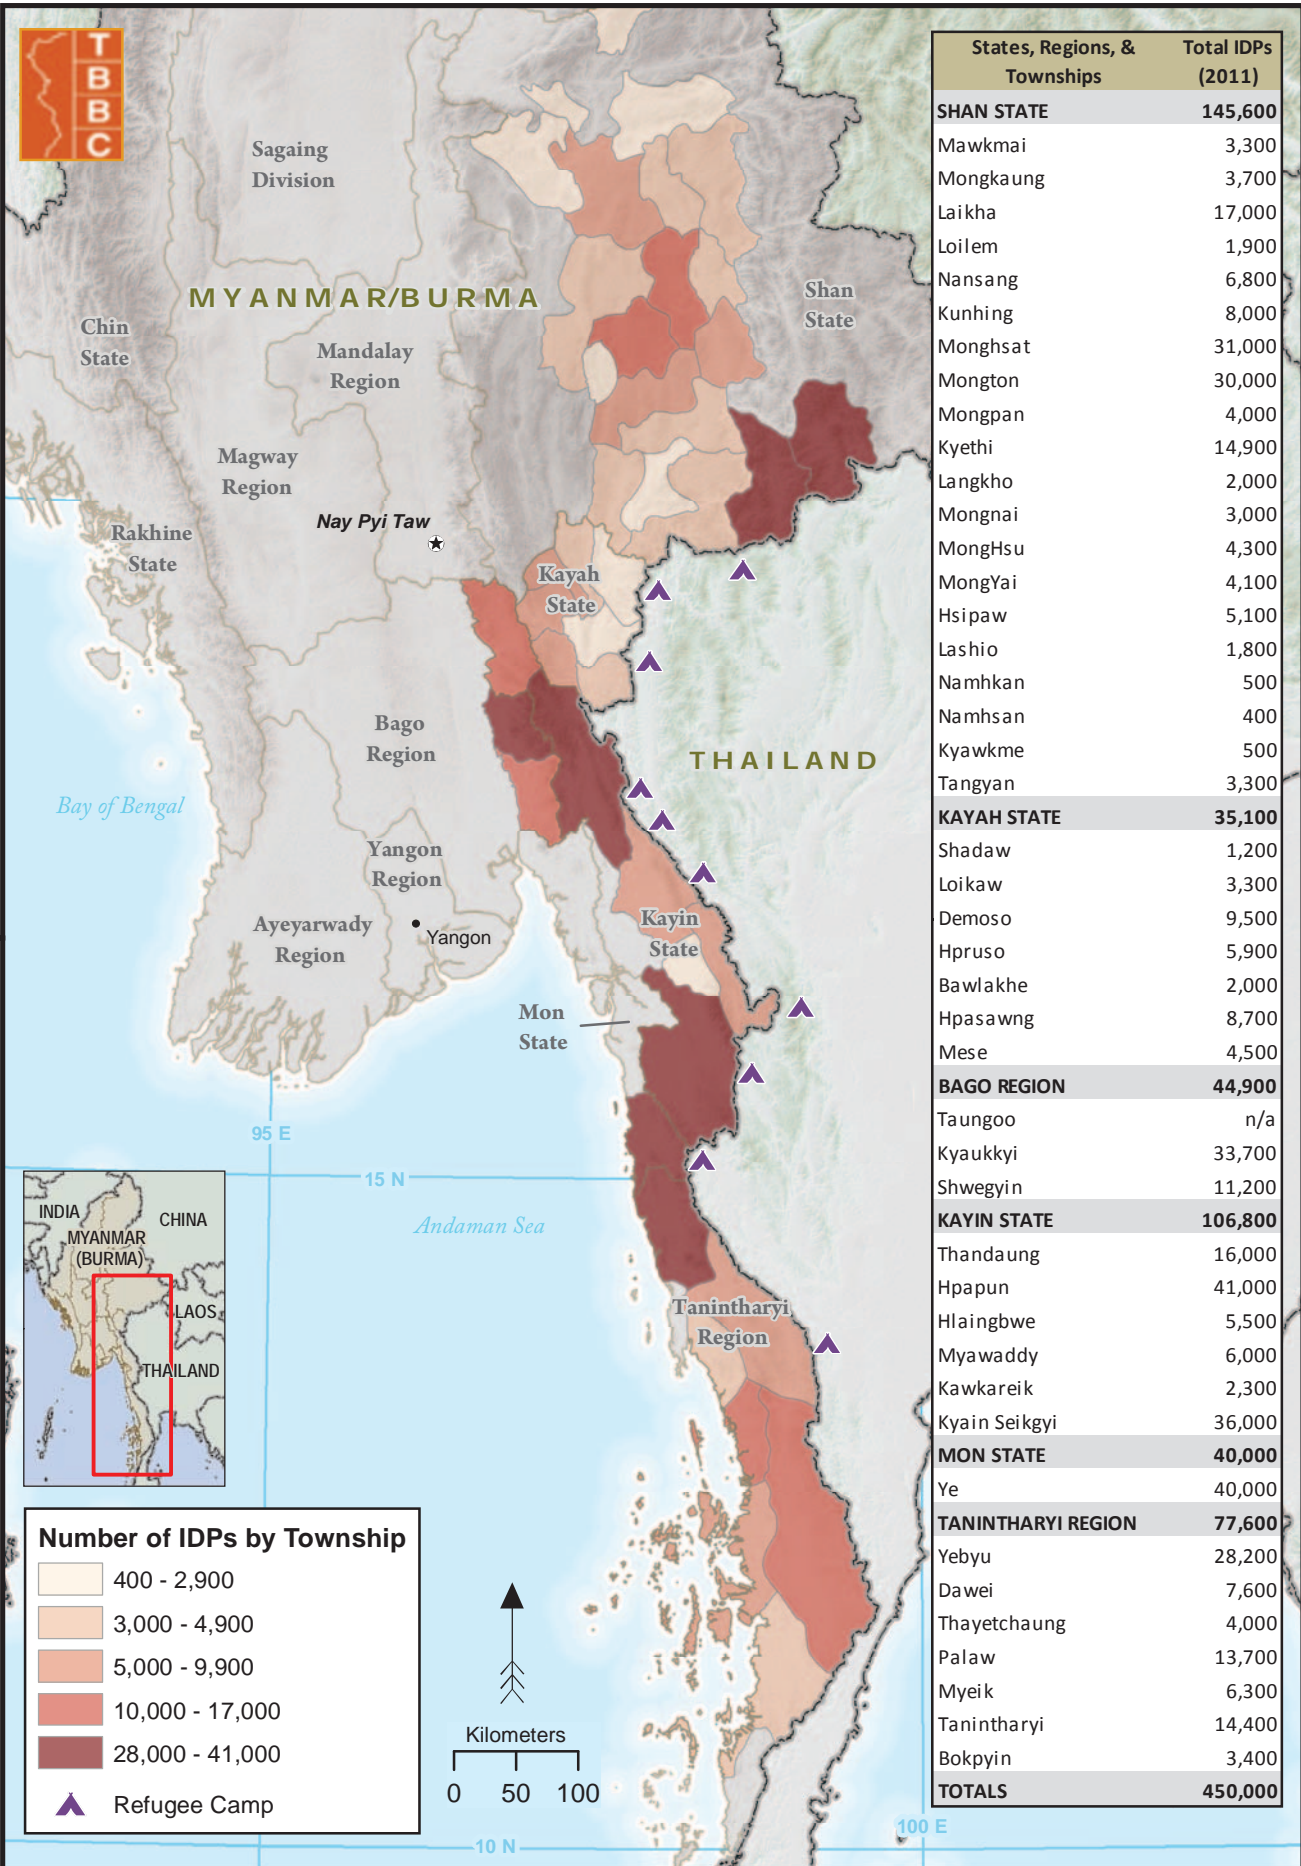 T
B
B
C
Sagaing
Division
MYANMAR/BURMA
Shan
State
Chin
State
Mandalay
Region
Magway
Region
Nay Pyi Taw
Rakhine
State
Kayah
State
Bago
Region
THAILAND
Bay of Bengal
Yangon
Region
Ayeyarwady
Region
Yangon
Kayin
State
Mon
State
95 E
15 N
Andaman Sea
Tanintharyi
Region
INDIA
CHINA
MYANMAR
(BURMA)
LAOS
THAILAND
Number of IDPs by Township
400 - 2,900
3,000 - 4,900
5,000 - 9,900
10,000 - 17,000
28,000 - 41,000
Refugee Camp
Kilometers
0 50 100
10 N
100 E
States, Regions, & Total IDPs
Townships (2011)
SHAN STATE 145,600
Mawkmai 3,300
Mongkaung 3,700
Laikha 17,000
Loilem 1,900
Nansang 6,800
Kunhing 8,000
Monghsat 31,000
Mongton 30,000
Mongpan 4,000
Kyethi 14,900
Langkho 2,000
Mongnai 3,000
MongHsu 4,300
MongYai 4,100
Hsipaw 5,100
Lashio 1,800
Namhkan 500
Namhsan 400
Kyawkme 500
Tangyan 3,300
KAYAH STATE 35,100
Shadaw 1,200
Loikaw 3,300
Demoso 9,500
Hpruso 5,900
Bawlakhe 2,000
Hpasawng 8,700
Mese 4,500
BAGO REGION 44,900
Taungoo n/a
Kyaukkyi 33,700
Shwegyin 11,200
KAYIN STATE 106,800
Thandaung 16,000
Hpapun 41,000
Hlaingbwe 5,500
Myawaddy 6,000
Kawkareik 2,300
Kyain Seikgyi 36,000
MON STATE 40,000
Ye 40,000
TANINTHARYI REGION 77,600
Yebyu 28,200
Dawei 7,600
Thayetchaung 4,000
Palaw 13,700
Myeik 6,300
Tanintharyi 14,400
Bokpyin 3,400
TOTALS 450,000